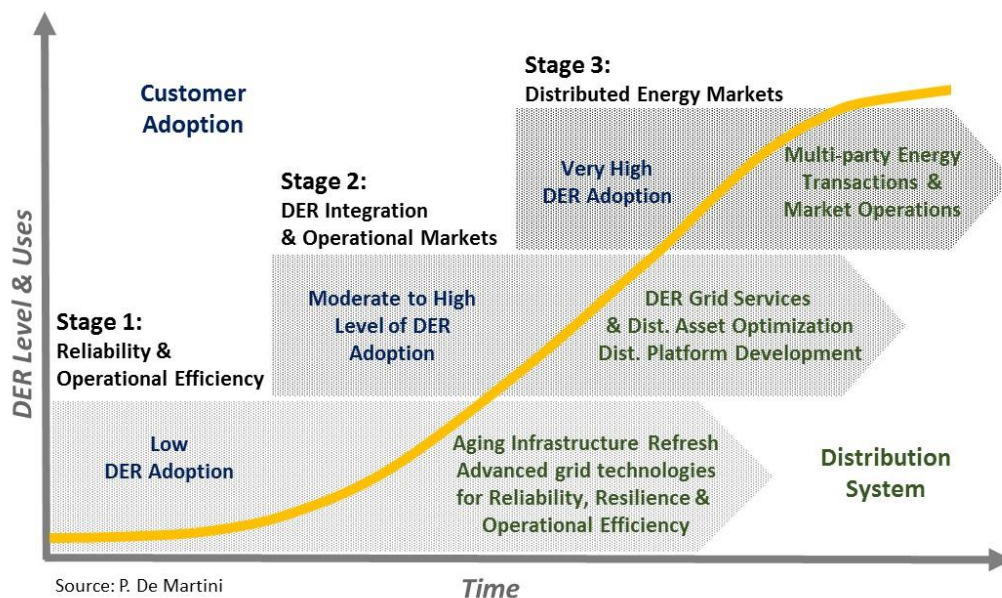 Customer
Adoption
Stage 3:
Distributed Energy Markets
Very High
DER Adoption
Multi-party Energy
Transactions &
Market Operations
Stage 2:
DER Integration
& Operational Markets
Moderate to High
Level of DER
Adoption
DER Grid Services
& Dist. Asset Optimization
Dist. Platform Development
Stage 1:
Reliability &
Operational Efficiency
Low
DER Adoption
Aging Infrastructure Refresh
Advanced grid technologies
for Reliability, Resilience &
Operational Efficiency
Distribution
System
DER Level & Uses
Time
Source: P. De Martini